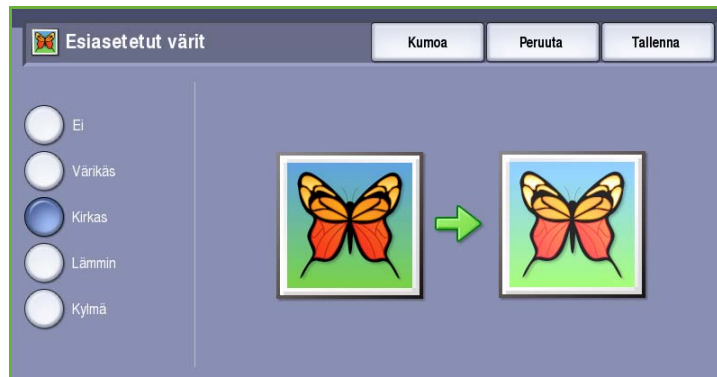 Esiasetetut värit
Kumoa
Peruuta
Tallenna
Ei
Värikäs
Kirkas
Lämmin
Kylmä